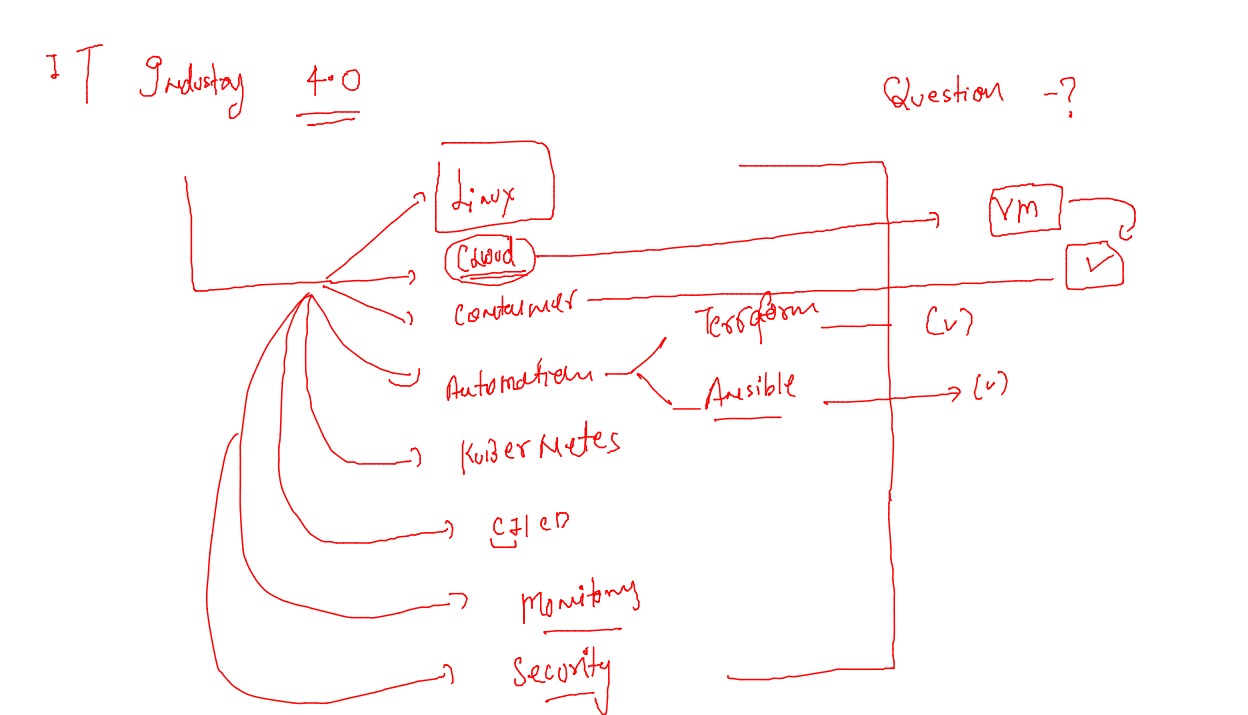 IT Industry 4.0
Question -?
Linux
VM
Cloud
Container
Terraform (v)
Automation
Ansible (v)
KuBerNetes
CI/CD
Monitoring
Security